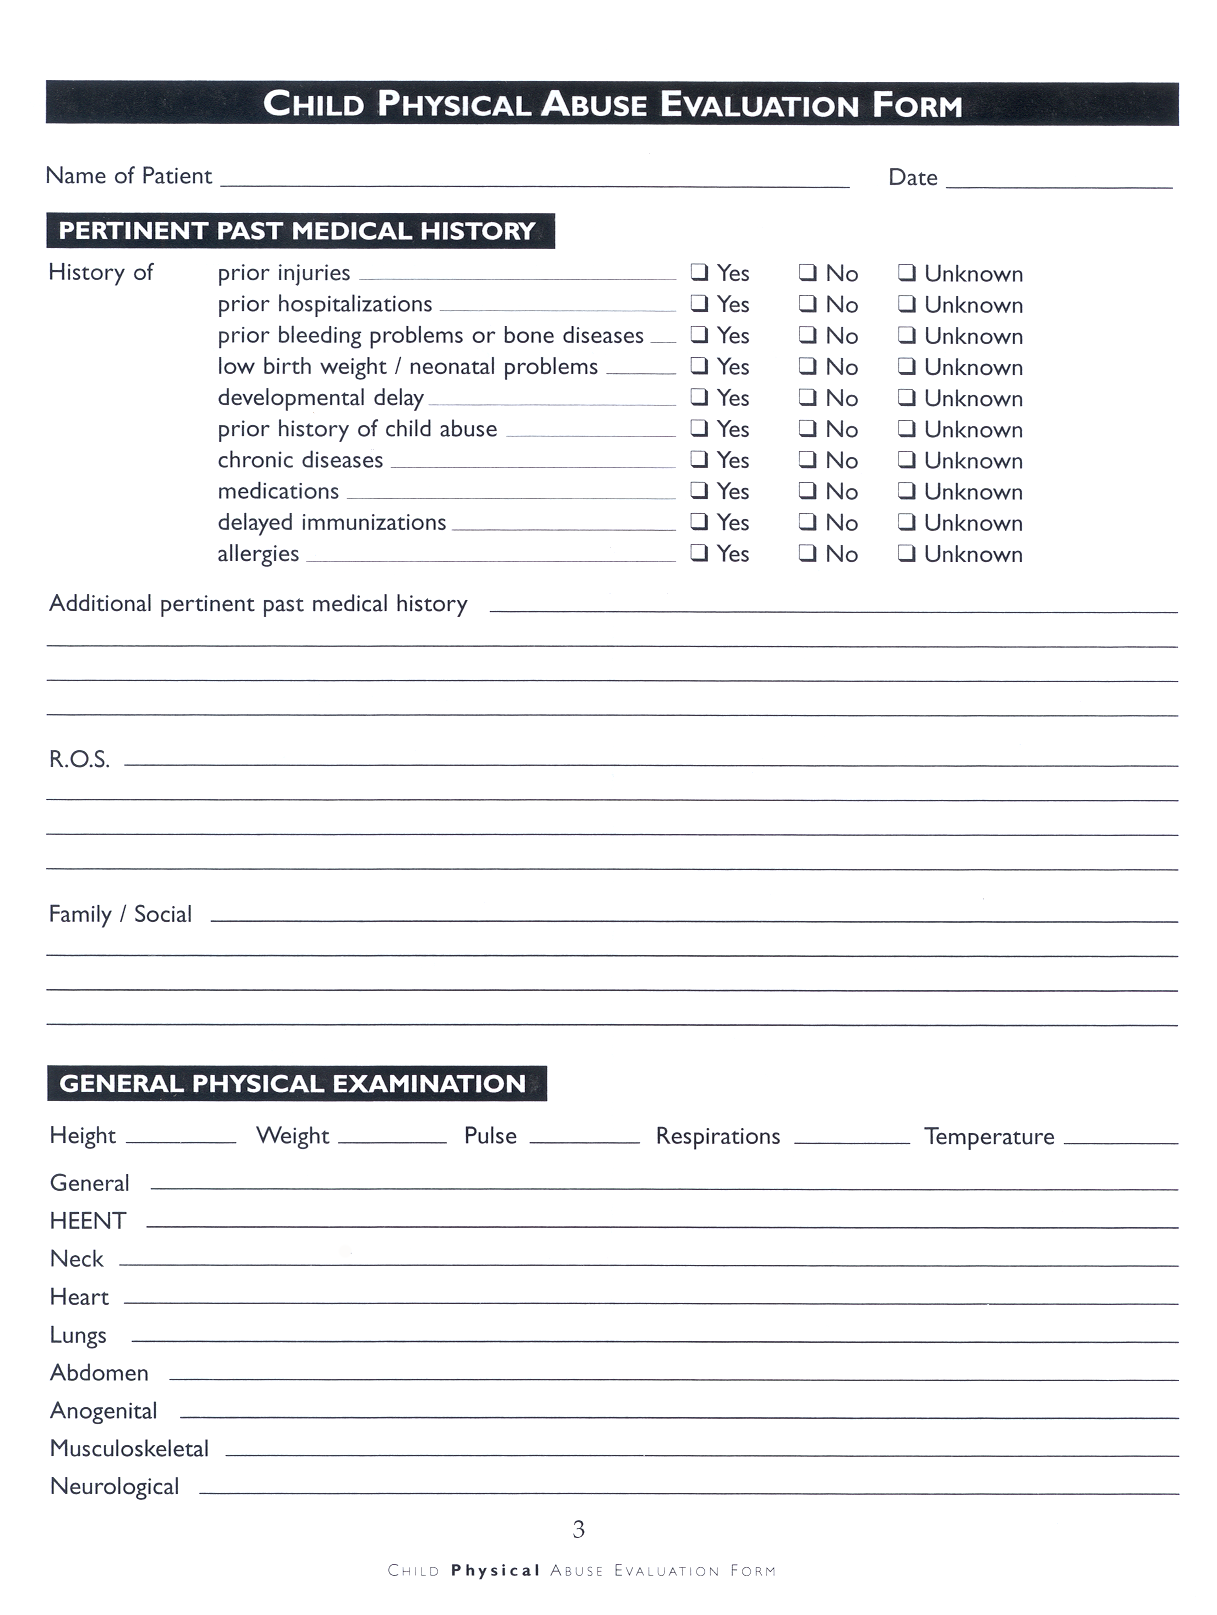 CHILD PHYSICAL ABUSE EVALUATION FORM
Name of Patient Date
PERTINENT PAST MEDICAL HISTORY
History of prior injuries Yes No Unknown
prior hospitalizations Yes No Unknown
prior bleeding problems or bone diseases Yes No Unknown
low birth weight / neonatal problems Yes No Unknown
developmental delay Yes No Unknown
prior history of child abuse Yes No Unknown
chronic diseases Yes No Unknown
medications Yes No Unknown
delayed immunizations Yes No Unknown
allergies Yes No Unknown
Additional pertinent past medical history
R.O.S.
Family / Social
GENERAL PHYSICAL EXAMINATION
Height Weight Pulse Respirations Temperature
General
HEENT
Neck
Heart
Lungs
Abdomen
Anogenital
Musculoskeletal
Neurological
3
CHILD Physical ABUSE EVALUATION FORM